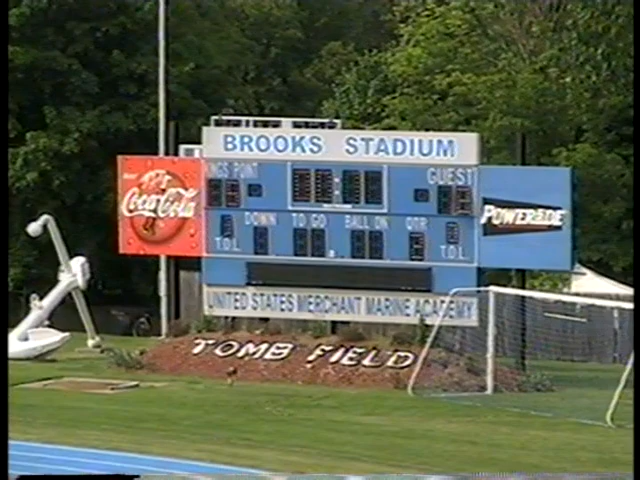 BROOKS STADIUM
NGS POINT
GUEST
Coca-Cola
POWERADE
DOWN TO GO BALL ON QTR
T.O.L. T.O.L.
UNITED STATES MERCHANT MARINE ACADEMY
TOMB FIELD